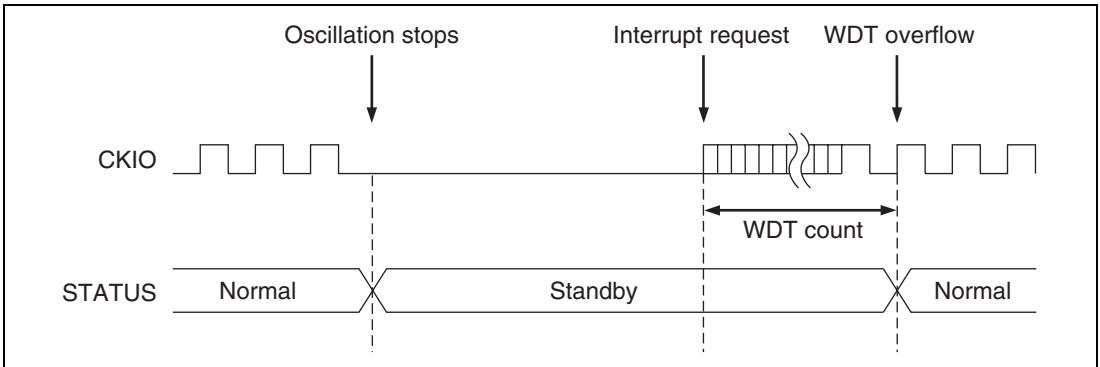 Oscillation stops
Interrupt request
WDT overflow
CKIO
WDT count
STATUS
Normal
Standby
Normal